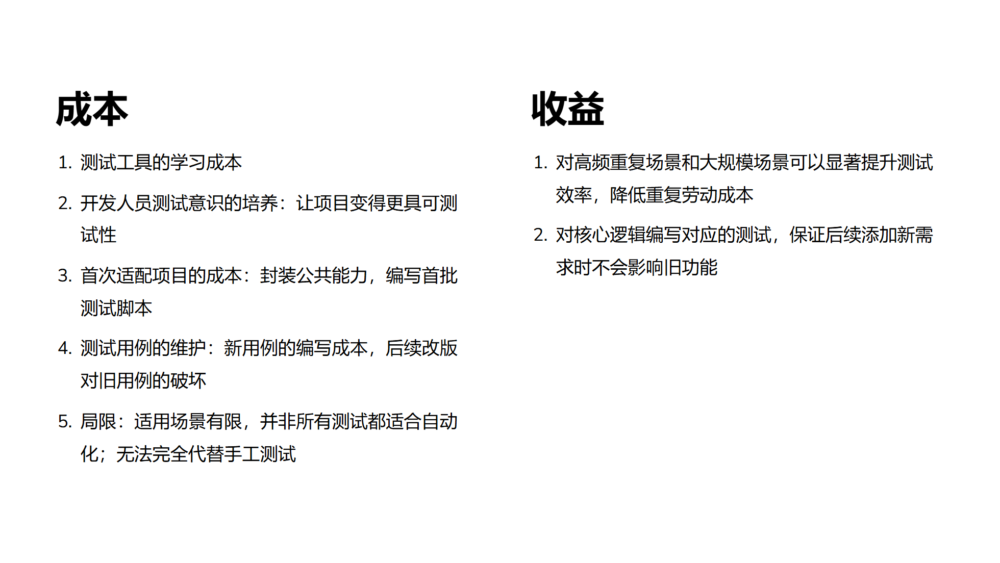 成本
1. 测试工具的学习成本
2. 开发人员测试意识的培养：让项目变得更具可测
试性
3. 首次适配项目的成本：封装公共能力，编写首批
测试脚本
4. 测试用例的维护：新用例的编写成本，后续改版
对旧用例的破坏
5. 局限：适用场景有限，并非所有测试都适合自动
化；无法完全代替手工测试
收益
1. 对高频重复场景和大规模场景可以显著提升测试
效率，降低重复劳动成本
2. 对核心逻辑编写对应的测试，保证后续添加新需
求时不会影响旧功能